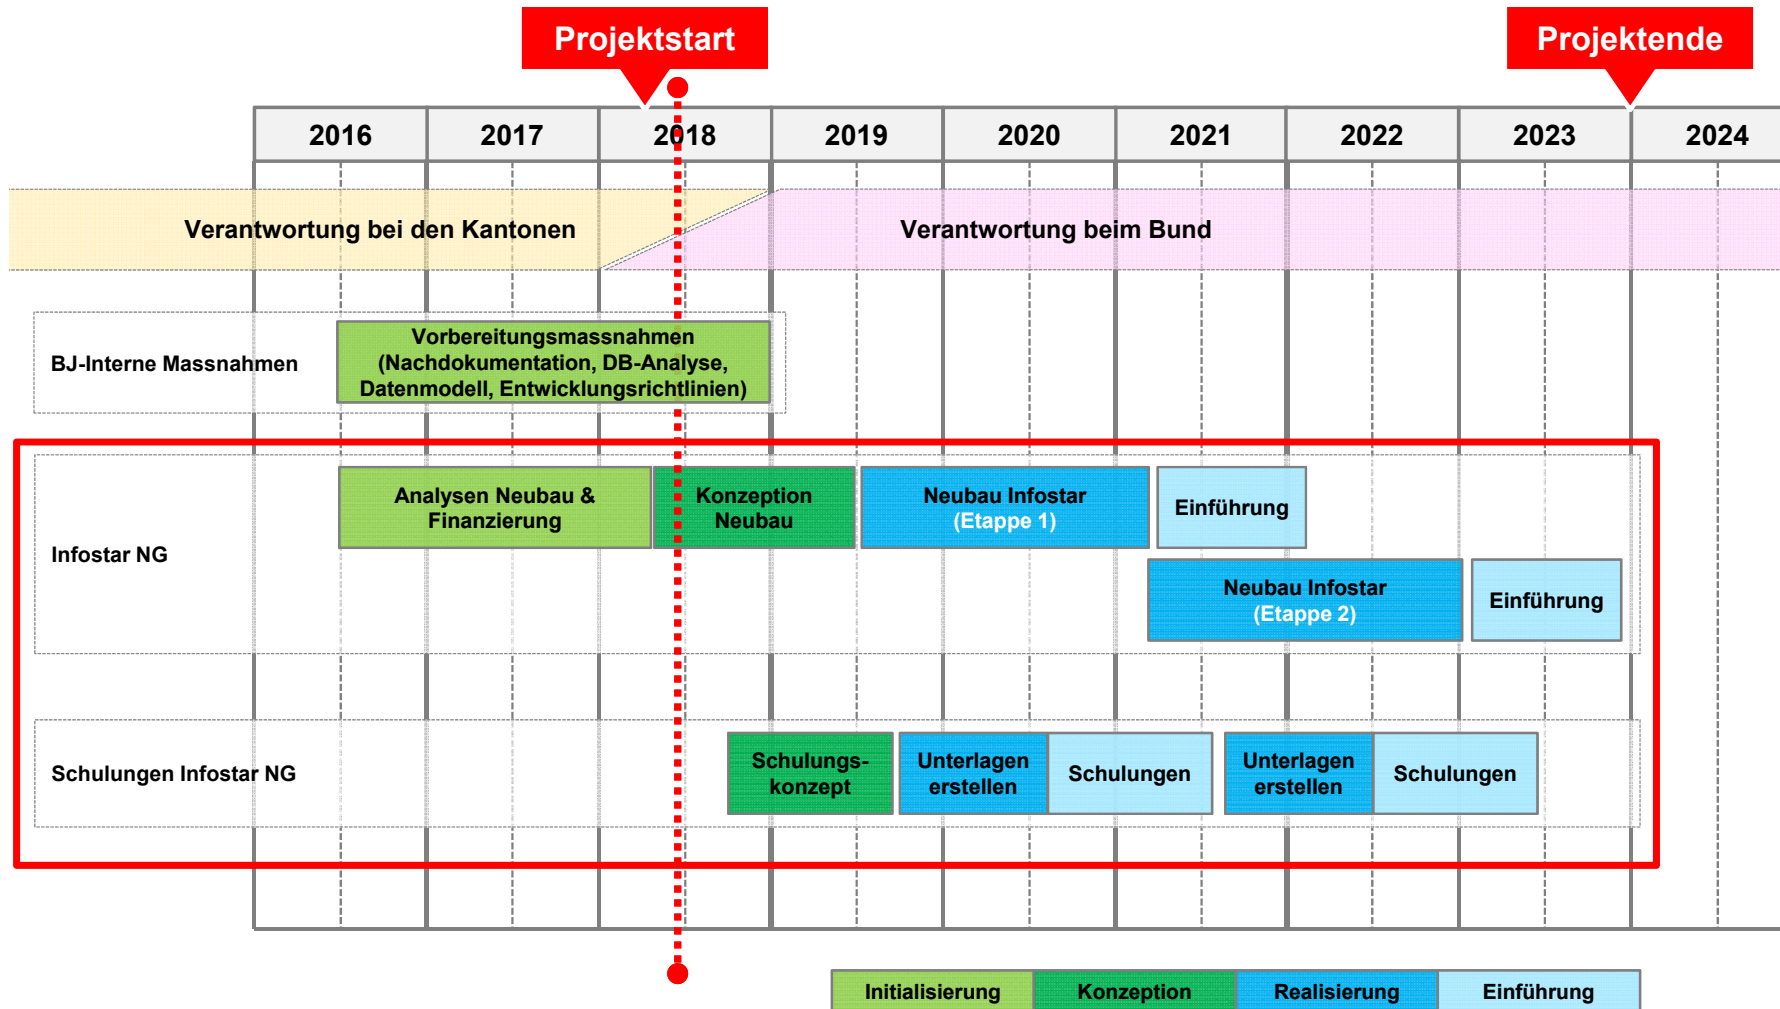 Projektstart
Projektende
2016
2017
2018
2019
2020
2021
2022
2023
2024
Verantwortung bei den Kantonen
Verantwortung beim Bund
BJ-Interne Massnahmen
Vorbereitungsmassnahmen
(Nachdokumentation, DB-Analyse,
Datenmodell, Entwicklungsrichtlinien)
Infostar NG
Analysen Neubau &
Finanzierung
Konzeption
Neubau
Neubau Infostar
(Etappe 1)
Einführung
Neubau Infostar
(Etappe 2)
Einführung
Schulungen Infostar NG
Schulungs-
konzept
Unterlagen
erstellen
Schulungen
Unterlagen
erstellen
Schulungen
Initialisierung
Konzeption
Realisierung
Einführung